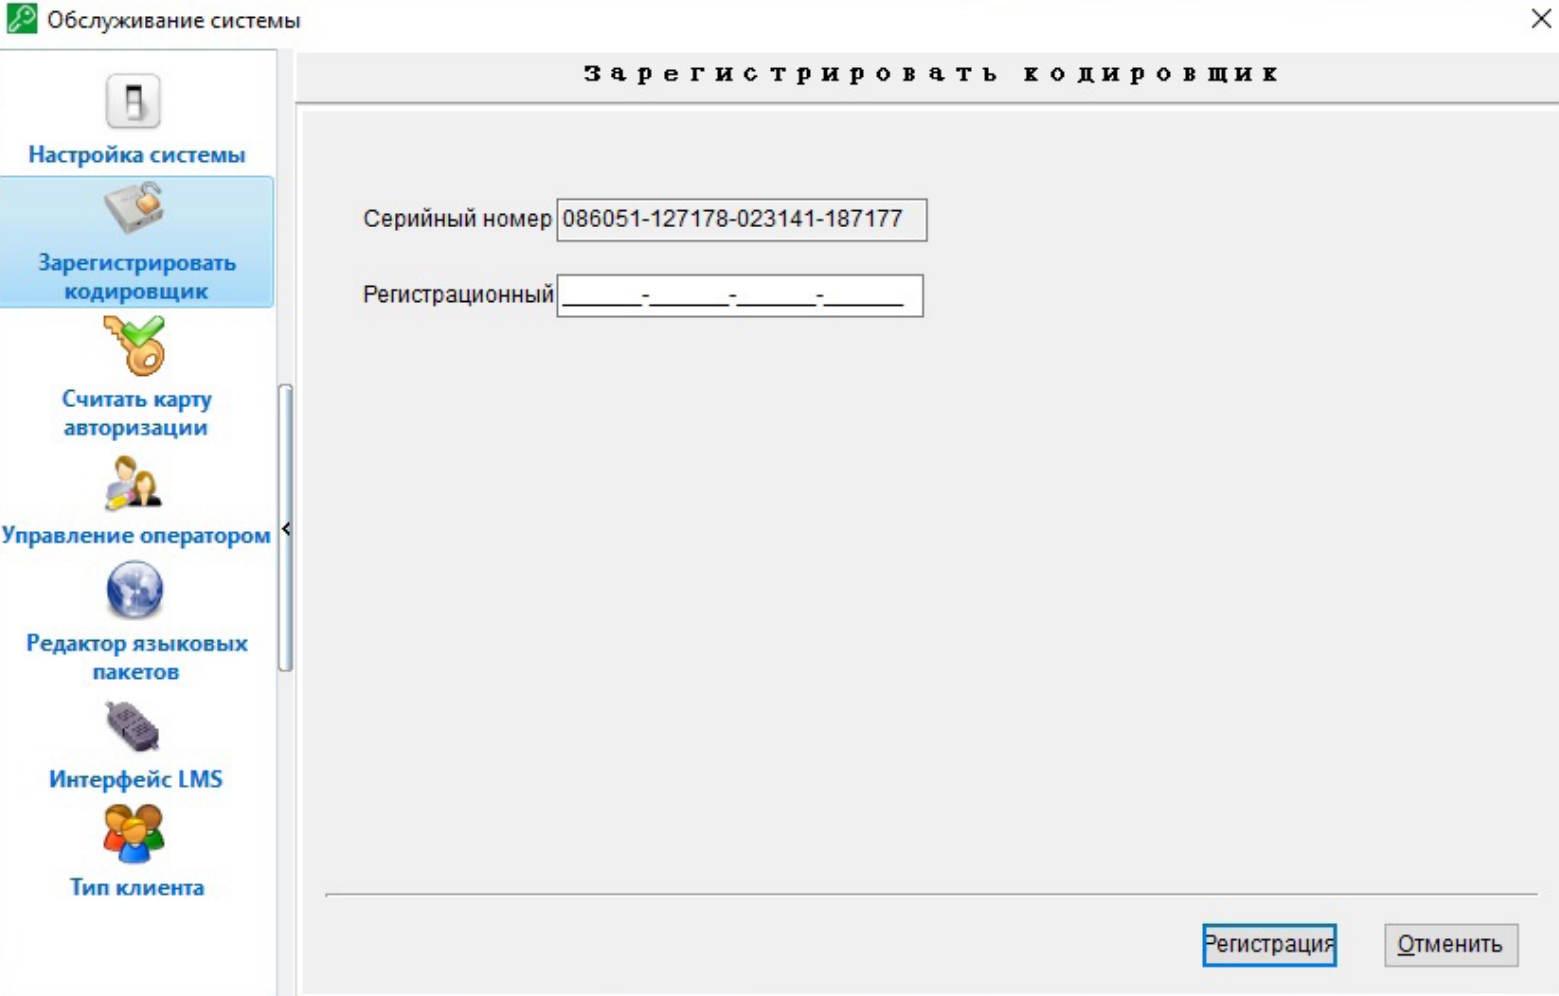 Обслуживание системы
Зарегистрировать кодировщик
Настройка системы
Зарегистрировать
кодировщик
Считать карту
авторизации
Управление оператором
Редактор языковых
пакетов
Интерфейс LMS
Тип клиента
Серийный номер 086051-127178-023141-187177
Регистрационный ______-______-______-______
Регистрация Отменить